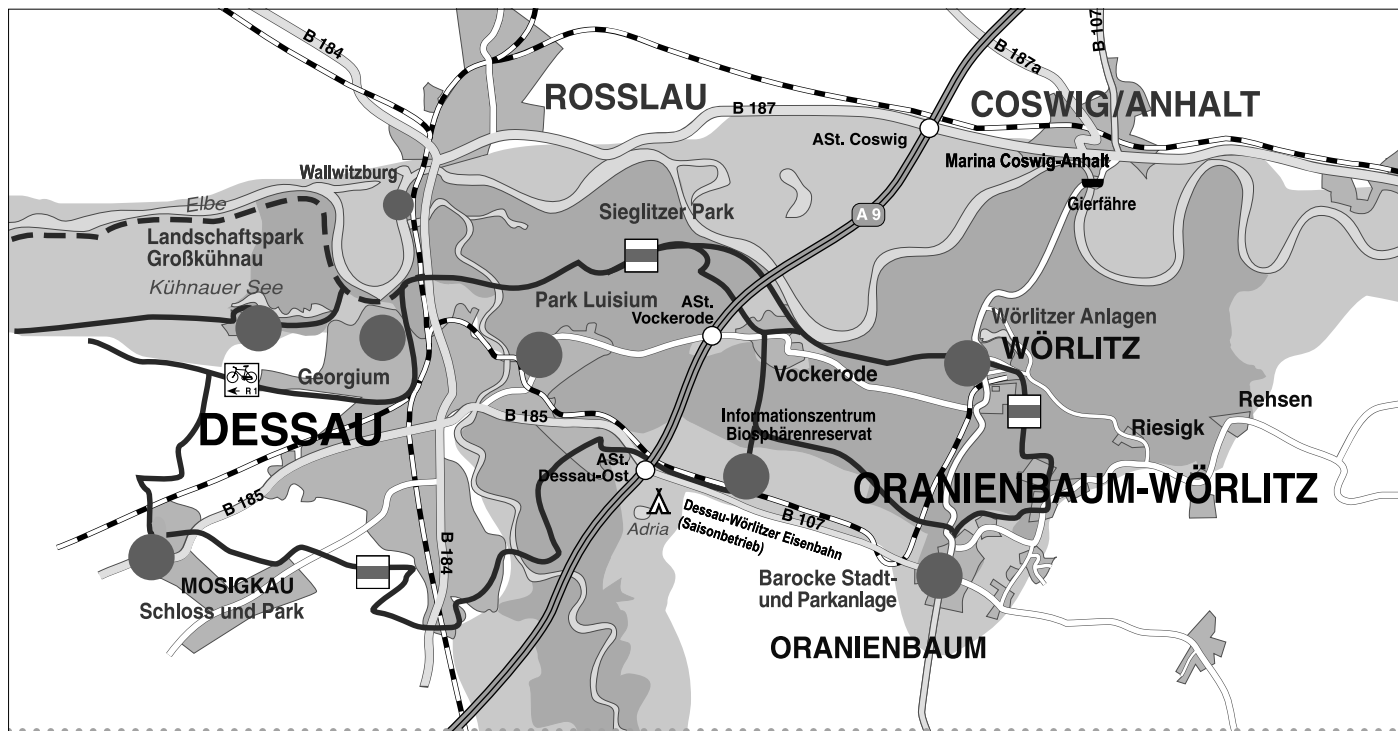 B 184
B 187a
B 107
ROSSLAU
COSWIG/ANHALT
B 187
ASt. Coswig
Marina Coswig-Anhalt
Wallwitzburg
Gierfähre
Elbe
Sieglitzer Park
A 9
Landschaftspark
Großkühnau
Kühnauer See
Park Luisium
ASt.
Vockerode
Wörlitzer Anlagen
WÖRLITZ
Georgium
R 1
Vockerode
Rehsen
DESSAU
B 185
Informationszentrum
Biosphärenreservat
Riesigk
ASt.
Dessau-Ost
ORANIENBAUM-WÖRLITZ
B 185
Adria
Dessau-Wörlitzer Eisenbahn
(Saisonbetrieb)
B 107
B 184
MOSIGKAU
Schloss und Park
Barocke Stadt-
und Parkanlage
ORANIENBAUM